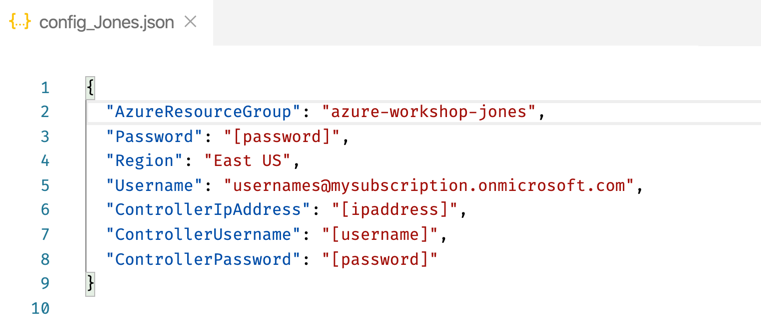 {..} config_Jones.json ×
1 {
2 "AzureResourceGroup": "azure-workshop-jones",
3 "Password": "[password]",
4 "Region": "East US",
5 "Username": "usernames@mysubscription.onmicrosoft.com",
6 "ControllerIpAddress": "[ipaddress]",
7 "ControllerUsername": "[username]",
8 "ControllerPassword": "[password]"
9 }
10